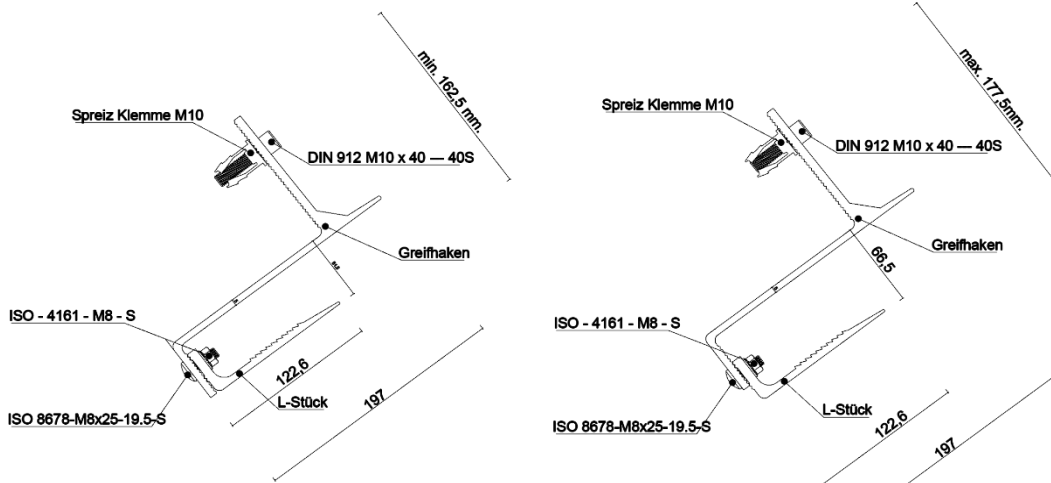 min. 162,5 mm.
Spreiz Klemme M10
DIN 912 M10 x 40 — 40S
Greifhaken
ISO - 4161 - M8 - S
122,6
197
L-Stück
ISO 8678-M8x25-19.5-S
max. 177,5mm.
Spreiz Klemme M10
DIN 912 M10 x 40 — 40S
Greifhaken
66,5
ISO - 4161 - M8 - S
L-Stück
ISO 8678-M8x25-19.5-S
122,6
197